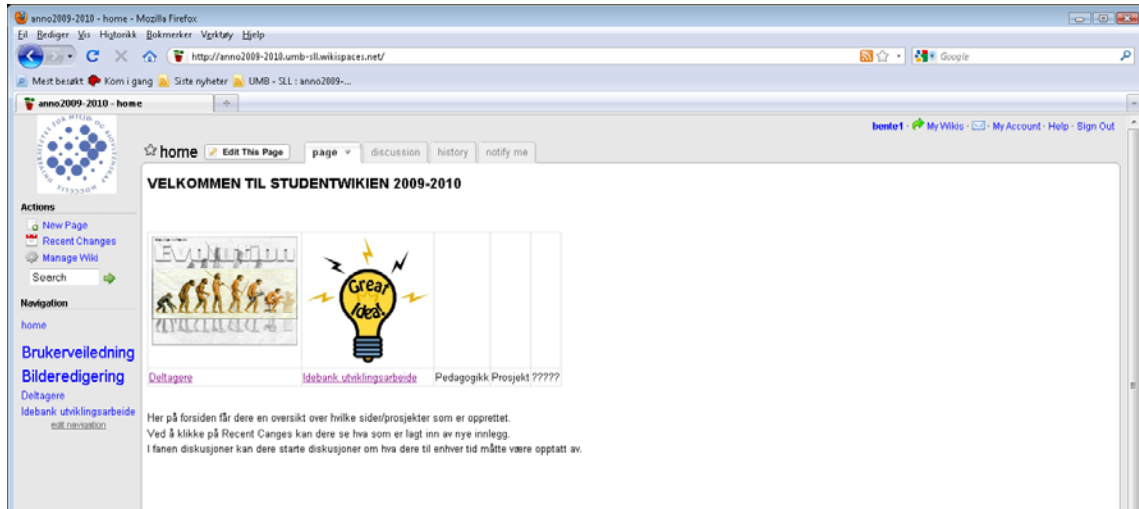 anno2009-2010 - home - Mozilla Firefox
Fil Rediger Vis Historikk Bokmerker Verktøy Hjelp
http://anno2009-2010.umb-sll.wikispaces.net/
Google
Mest besøkt Kom i gang Siste nyheter UMB - SLL : anno2009-...
anno2009-2010 - home
bente1 · My Wikis · My Account · Help · Sign Out
home Edit This Page page discussion history notify me
VELKOMMEN TIL STUDENTWIKIEN 2009-2010
Actions
New Page
Recent Changes
Manage Wiki
Search
Navigation
home
Brukerveiledning
Bilderedigering
Deltagere
Idebank utviklingsarbeide
edit navigation
Evolution
Great
Idea!
Deltagere Idebank utviklingsarbeide Pedagogikk Prosjekt ?????
Her på forsiden får dere en oversikt over hvilke sider/prosjekter som er opprettet.
Ved å klikke på Recent Canges kan dere se hva som er lagt inn av nye innlegg.
I fanen diskusjoner kan dere starte diskusjoner om hva dere til enhver tid måtte være opptatt av.